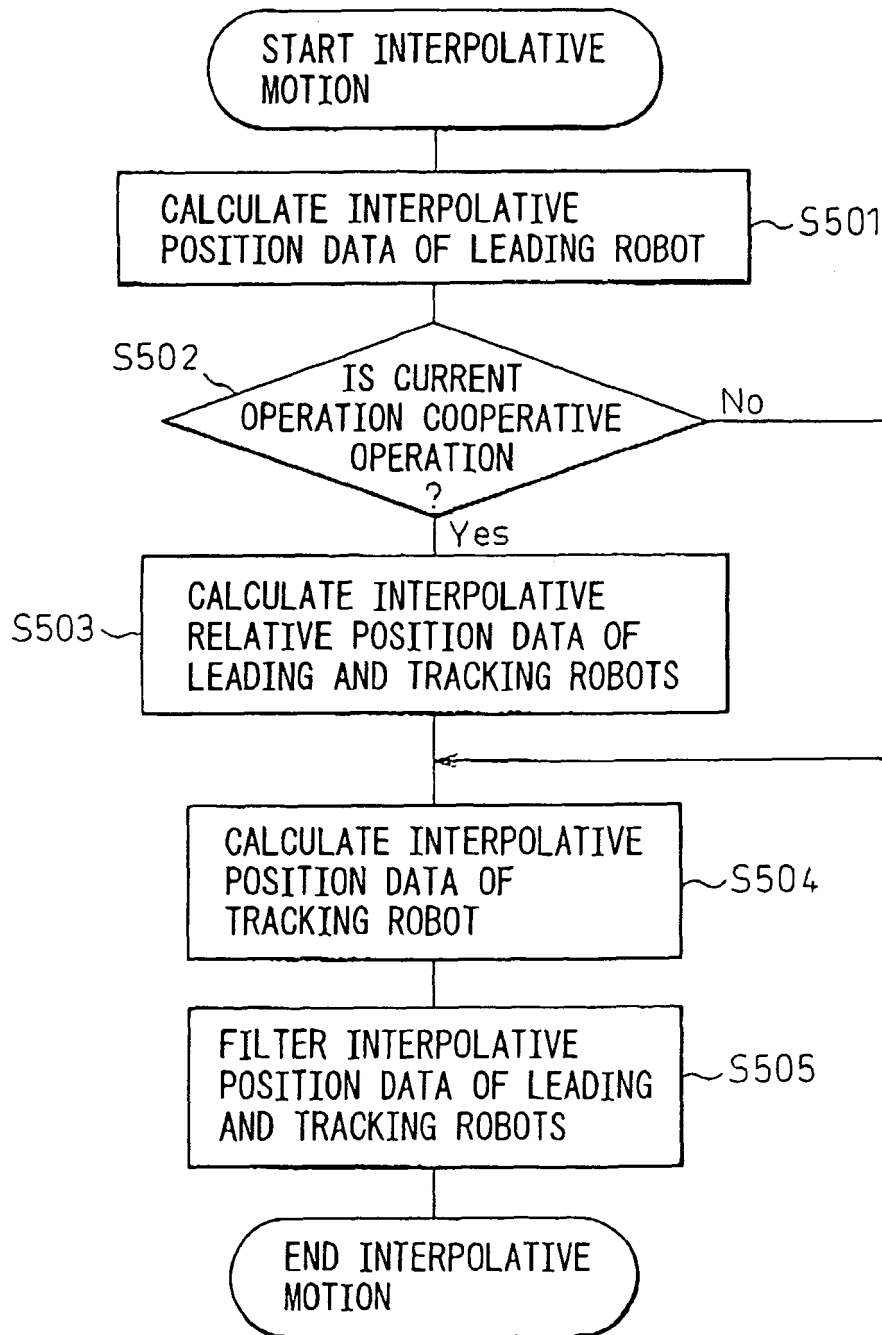 START INTERPOLATIVE
MOTION
CALCULATE INTERPOLATIVE
POSITION DATA OF LEADING ROBOT
S501
S502
IS CURRENT
OPERATION COOPERATIVE
OPERATION
?
No
Yes
S503
CALCULATE INTERPOLATIVE
RELATIVE POSITION DATA OF
LEADING AND TRACKING ROBOTS
CALCULATE INTERPOLATIVE
POSITION DATA OF
TRACKING ROBOT
S504
FILTER INTERPOLATIVE
POSITION DATA OF LEADING
AND TRACKING ROBOTS
S505
END INTERPOLATIVE
MOTION